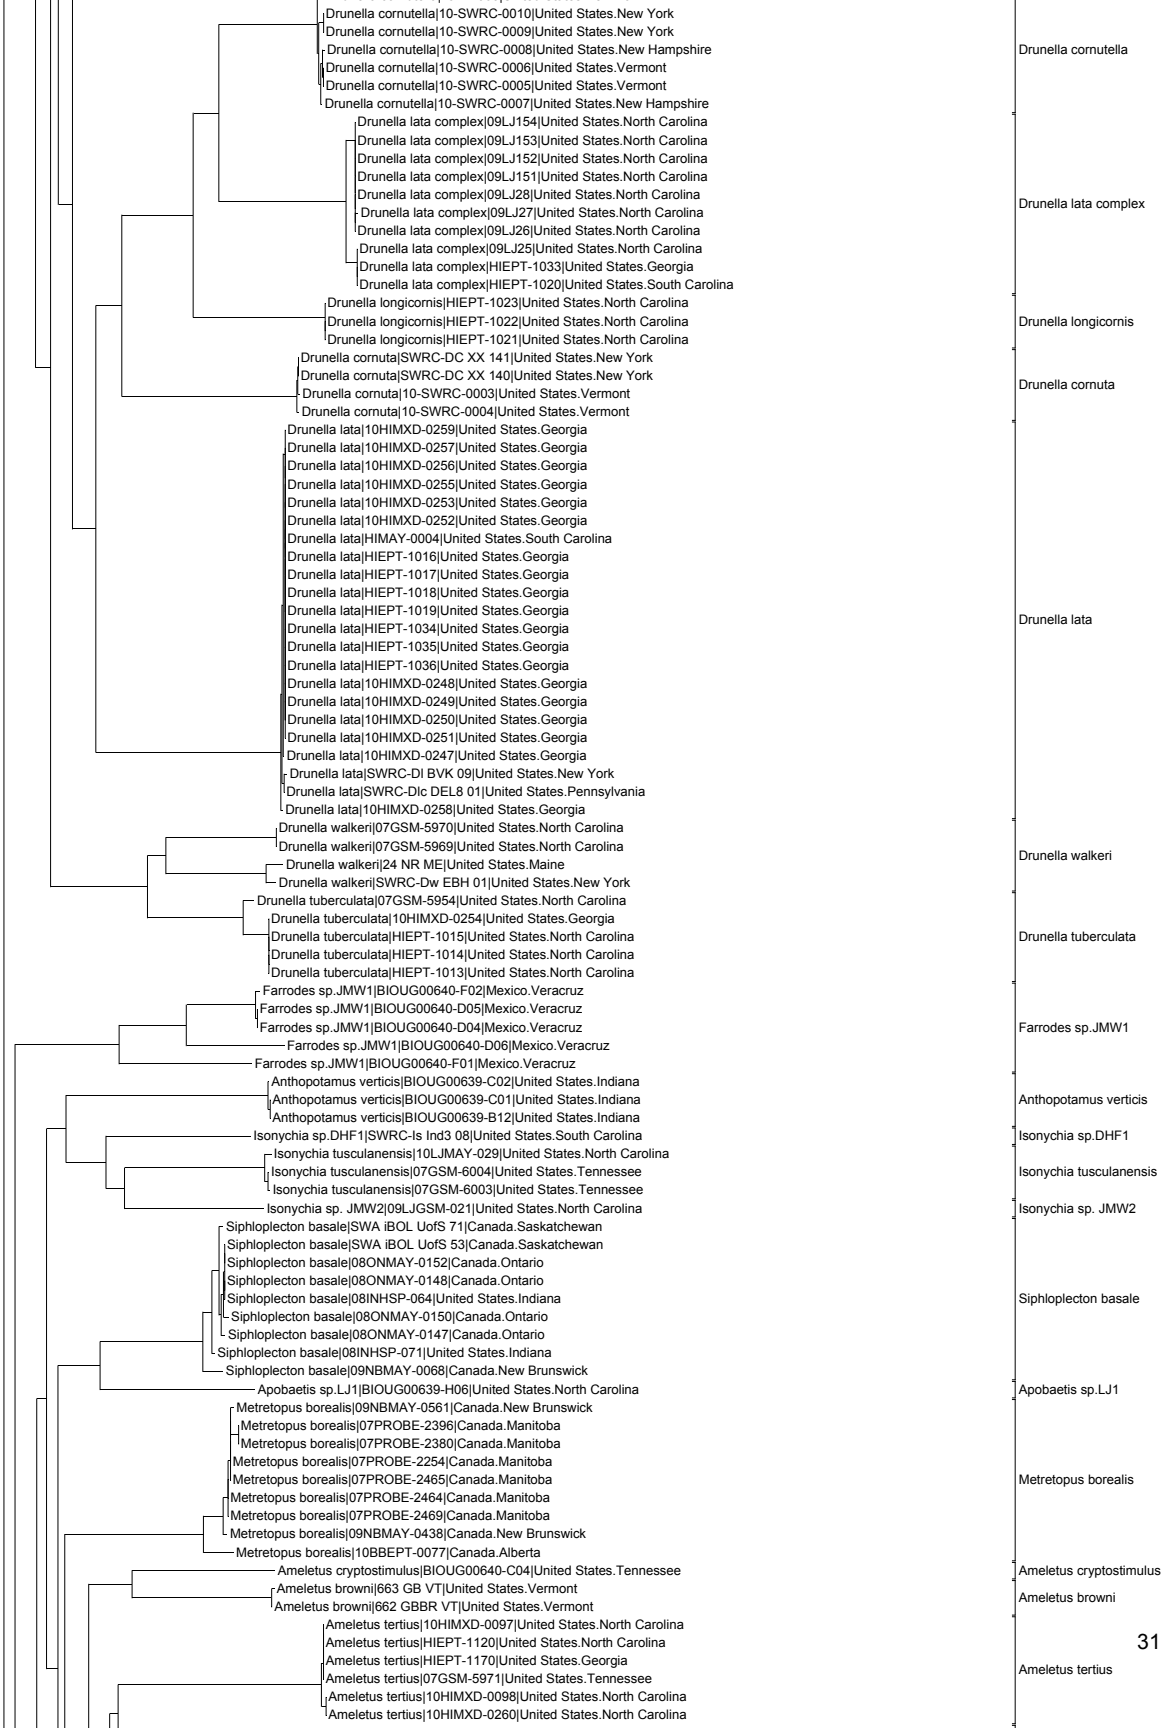 Drunella cornutella|10-SWRC-0010|United States.New York
Drunella cornutella|10-SWRC-0009|United States.New York
Drunella cornutella|10-SWRC-0008|United States.New Hampshire
Drunella cornutella
Drunella cornutella|10-SWRC-0006|United States.Vermont
Drunella cornutella|10-SWRC-0005|United States.Vermont
Drunella cornutella|10-SWRC-0007|United States.New Hampshire
Drunella lata complex|09LJ154|United States.North Carolina
Drunella lata complex|09LJ153|United States.North Carolina
Drunella lata complex|09LJ152|United States.North Carolina
Drunella lata complex|09LJ151|United States.North Carolina
Drunella lata complex|09LJ28|United States.North Carolina
Drunella lata complex
Drunella lata complex|09LJ27|United States.North Carolina
Drunella lata complex|09LJ26|United States.North Carolina
Drunella lata complex|09LJ25|United States.North Carolina
Drunella lata complex|HIEPT-1033|United States.Georgia
Drunella lata complex|HIEPT-1020|United States.South Carolina
Drunella longicornis|HIEPT-1023|United States.North Carolina
Drunella longicornis|HIEPT-1022|United States.North Carolina
Drunella longicornis
Drunella longicornis|HIEPT-1021|United States.North Carolina
Drunella cornuta|SWRC-DC XX 141|United States.New York
Drunella cornuta|SWRC-DC XX 140|United States.New York
Drunella cornuta
Drunella cornuta|10-SWRC-0003|United States.Vermont
Drunella cornuta|10-SWRC-0004|United States.Vermont
Drunella lata|10HIMXD-0259|United States.Georgia
Drunella lata|10HIMXD-0257|United States.Georgia
Drunella lata|10HIMXD-0256|United States.Georgia
Drunella lata|10HIMXD-0255|United States.Georgia
Drunella lata|10HIMXD-0253|United States.Georgia
Drunella lata|10HIMXD-0252|United States.Georgia
Drunella lata|HIMAY-0004|United States.South Carolina
Drunella lata|HIEPT-1016|United States.Georgia
Drunella lata|HIEPT-1017|United States.Georgia
Drunella lata|HIEPT-1018|United States.Georgia
Drunella lata|HIEPT-1019|United States.Georgia
Drunella lata
Drunella lata|HIEPT-1034|United States.Georgia
Drunella lata|HIEPT-1035|United States.Georgia
Drunella lata|HIEPT-1036|United States.Georgia
Drunella lata|10HIMXD-0248|United States.Georgia
Drunella lata|10HIMXD-0249|United States.Georgia
Drunella lata|10HIMXD-0250|United States.Georgia
Drunella lata|10HIMXD-0251|United States.Georgia
Drunella lata|10HIMXD-0247|United States.Georgia
Drunella lata|SWRC-Dl BVK 09|United States.New York
Drunella lata|SWRC-Dlc DEL8 01|United States.Pennsylvania
Drunella lata|10HIMXD-0258|United States.Georgia
Drunella walkeri|07GSM-5970|United States.North Carolina
Drunella walkeri|07GSM-5969|United States.North Carolina
Drunella walkeri
Drunella walkeri|24 NR ME|United States.Maine
Drunella walkeri|SWRC-Dw EBH 01|United States.New York
Drunella tuberculata|07GSM-5954|United States.North Carolina
Drunella tuberculata|10HIMXD-0254|United States.Georgia
Drunella tuberculata|HIEPT-1015|United States.North Carolina
Drunella tuberculata
Drunella tuberculata|HIEPT-1014|United States.North Carolina
Drunella tuberculata|HIEPT-1013|United States.North Carolina
Farrodes sp.JMW1|BIOUG00640-F02|Mexico.Veracruz
Farrodes sp.JMW1|BIOUG00640-D05|Mexico.Veracruz
Farrodes sp.JMW1|BIOUG00640-D04|Mexico.Veracruz
Farrodes sp.JMW1
Farrodes sp.JMW1|BIOUG00640-D06|Mexico.Veracruz
Farrodes sp.JMW1|BIOUG00640-F01|Mexico.Veracruz
Anthopotamus verticis|BIOUG00639-C02|United States.Indiana
Anthopotamus verticis|BIOUG00639-C01|United States.Indiana
Anthopotamus verticis
Anthopotamus verticis|BIOUG00639-B12|United States.Indiana
Isonychia sp.DHF1|SWRC-Is Ind3 08|United States.South Carolina
Isonychia sp.DHF1
Isonychia tusculanensis|10LJMAY-029|United States.North Carolina
Isonychia tusculanensis|07GSM-6004|United States.Tennessee
Isonychia tusculanensis
Isonychia tusculanensis|07GSM-6003|United States.Tennessee
Isonychia sp. JMW2|09LJGSM-021|United States.North Carolina
Isonychia sp. JMW2
Siphloplecton basale|SWA iBOL UofS 71|Canada.Saskatchewan
Siphloplecton basale|SWA iBOL UofS 53|Canada.Saskatchewan
Siphloplecton basale|08ONMAY-0152|Canada.Ontario
Siphloplecton basale|08ONMAY-0148|Canada.Ontario
Siphloplecton basale|08INHSP-064|United States.Indiana
Siphloplecton basale
Siphloplecton basale|08ONMAY-0150|Canada.Ontario
Siphloplecton basale|08ONMAY-0147|Canada.Ontario
Siphloplecton basale|08INHSP-071|United States.Indiana
Siphloplecton basale|09NBMAY-0068|Canada.New Brunswick
Apobaetis sp.LJ1|BIOUG00639-H06|United States.North Carolina
Apobaetis sp.LJ1
Metretopus borealis|09NBMAY-0561|Canada.New Brunswick
Metretopus borealis|07PROBE-2396|Canada.Manitoba
Metretopus borealis|07PROBE-2380|Canada.Manitoba
Metretopus borealis|07PROBE-2254|Canada.Manitoba
Metretopus borealis|07PROBE-2465|Canada.Manitoba
Metretopus borealis
Metretopus borealis|07PROBE-2464|Canada.Manitoba
Metretopus borealis|07PROBE-2469|Canada.Manitoba
Metretopus borealis|09NBMAY-0438|Canada.New Brunswick
Metretopus borealis|10BBEPT-0077|Canada.Alberta
Ameletus cryptostimulus|BIOUG00640-C04|United States.Tennessee
Ameletus cryptostimulus
Ameletus browni|663 GB VT|United States.Vermont
Ameletus browni
Ameletus browni|662 GBBR VT|United States.Vermont
Ameletus tertius|10HIMXD-0097|United States.North Carolina
Ameletus tertius|HIEPT-1120|United States.North Carolina
31
Ameletus tertius|HIEPT-1170|United States.Georgia
Ameletus tertius
Ameletus tertius|07GSM-5971|United States.Tennessee
Ameletus tertius|10HIMXD-0098|United States.North Carolina
Ameletus tertius|10HIMXD-0260|United States.North Carolina